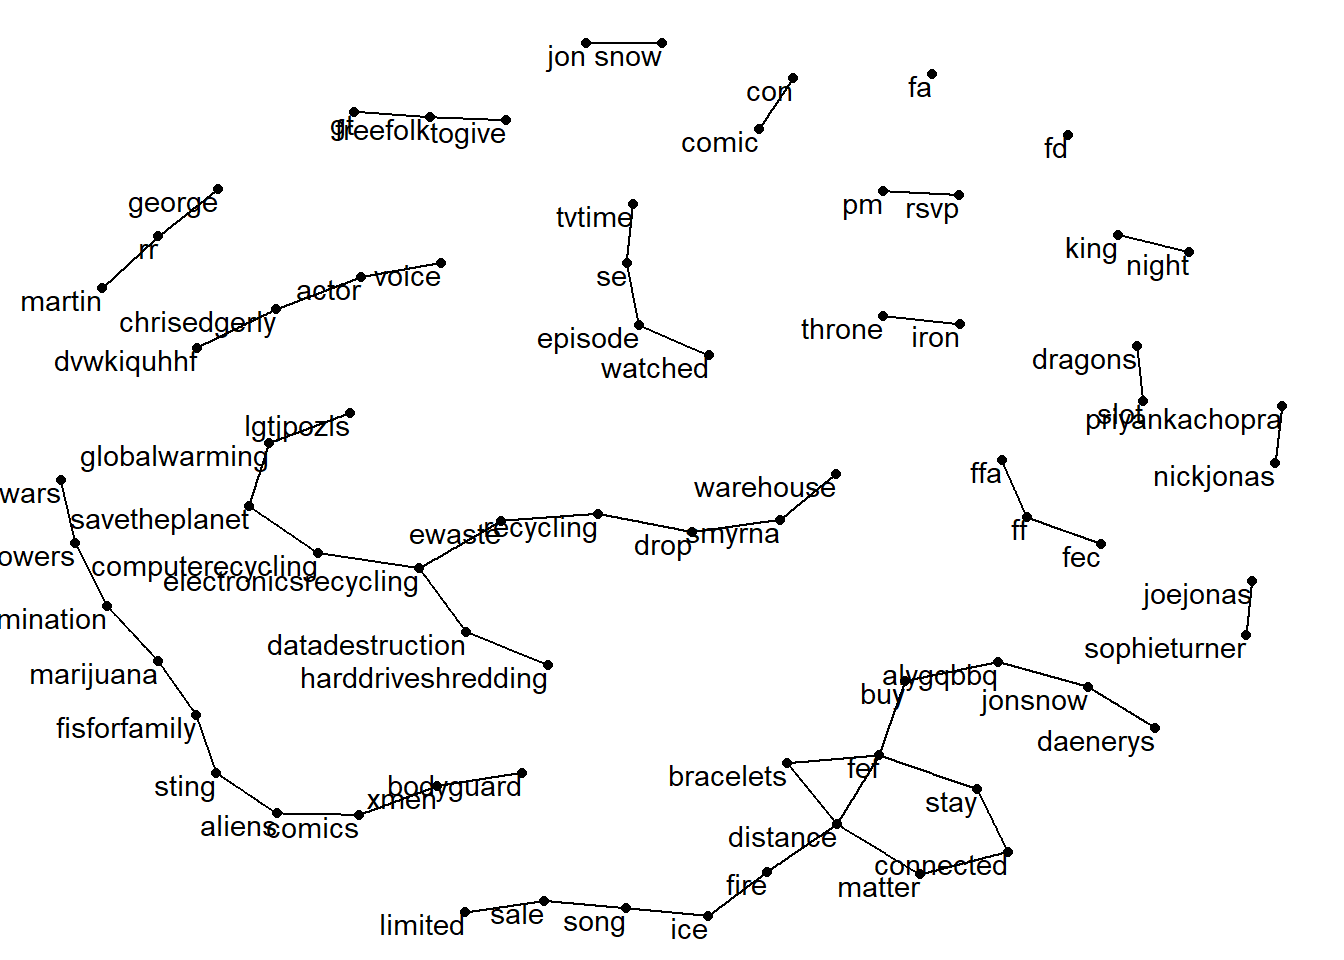 jon snow
con
fa
comic
gt
freefolk
togive
fd
george
tvtime
pm
rsvp
rr
king
night
martin
actor
voice
se
chrisedgerly
throne
iron
episode
dvwkiquhhf
watched
dragons
slot
priyankachopra
lgtjpozls
globalwarming
ffa
nickjonas
wars
savetheplanet
warehouse
ewaste
recycling
drop
smyrna
ff
owers
computerecycling
electronicsrecycling
fec
joejonas
mination
datadestruction
sophieturner
marijuana
harddriveshredding
alygqbbq
buy
jonsnow
fisforfamily
daenerys
sting
bodyguard
bracelets
fef
xmen
stay
aliens
comics
distance
connected
fire
matter
limited
sale
song
ice